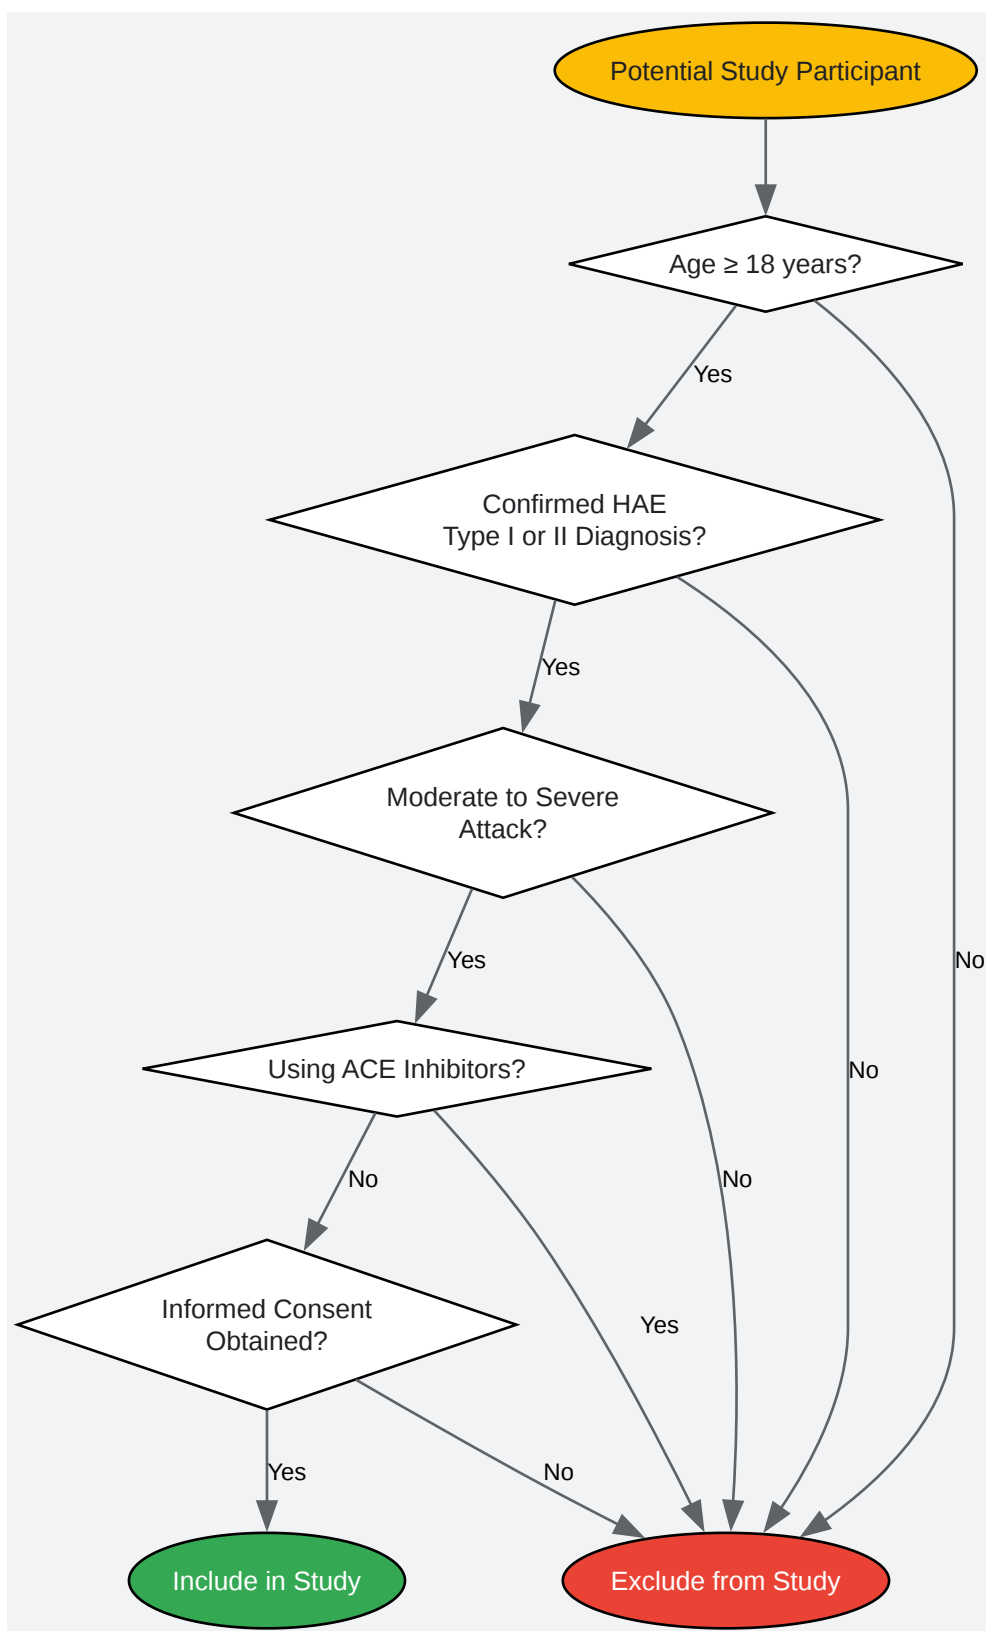 Potential Study Participant
Age ≥ 18 years?
Yes
Confirmed HAE
Type I or II Diagnosis?
Yes
Moderate to Severe
Attack?
Yes
No
Using ACE Inhibitors?
No
No
No
Informed Consent
Obtained?
Yes
Yes
No
Include in Study
Exclude from Study